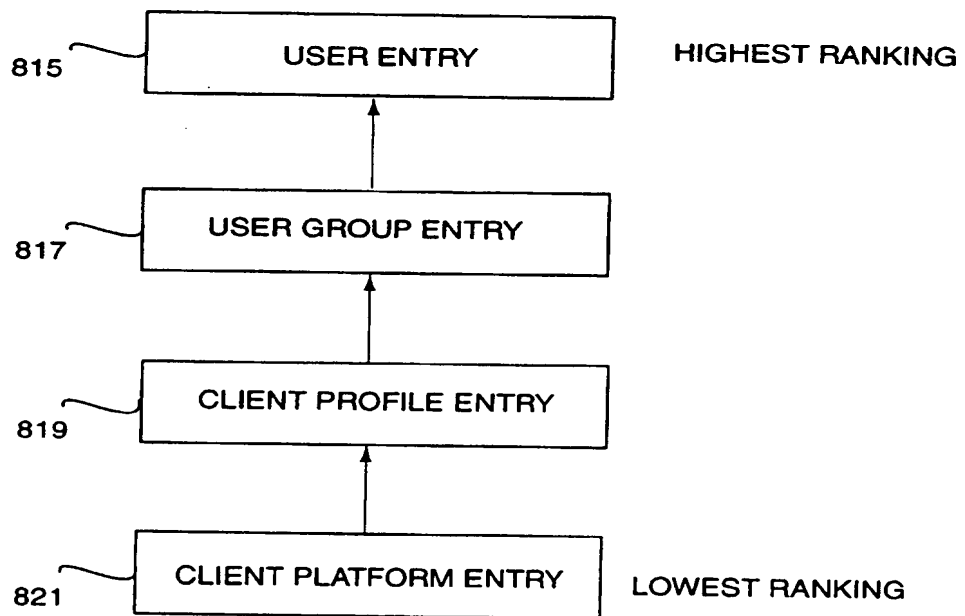 815 USER ENTRY HIGHEST RANKING
817 USER GROUP ENTRY
819 CLIENT PROFILE ENTRY
821 CLIENT PLATFORM ENTRY LOWEST RANKING